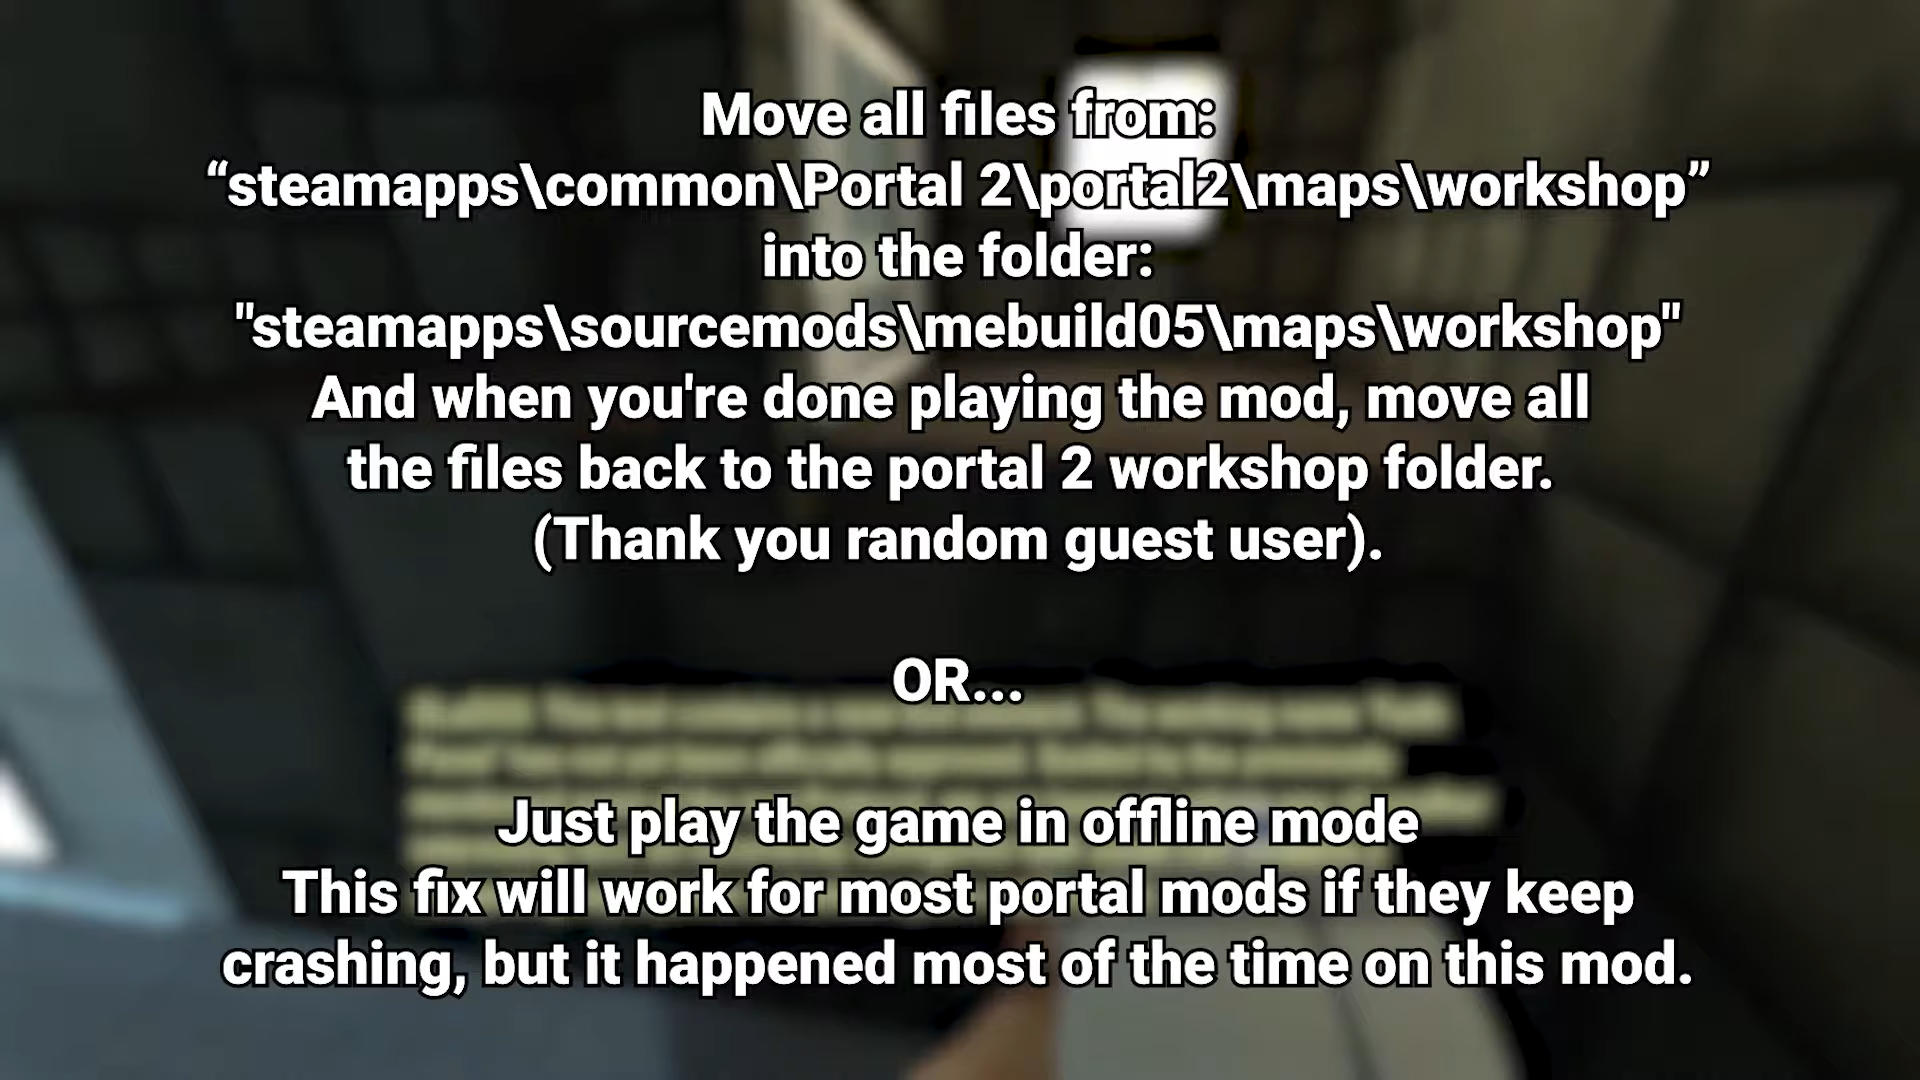 Move all files from:
“steamapps\common\Portal 2\portal2\maps\workshop”
into the folder:
"steamapps\sourcemods\mebuild05\maps\workshop"
And when you're done playing the mod, move all
the files back to the portal 2 workshop folder.
(Thank you random guest user).
OR...
Just play the game in offline mode
This fix will work for most portal mods if they keep
crashing, but it happened most of the time on this mod.